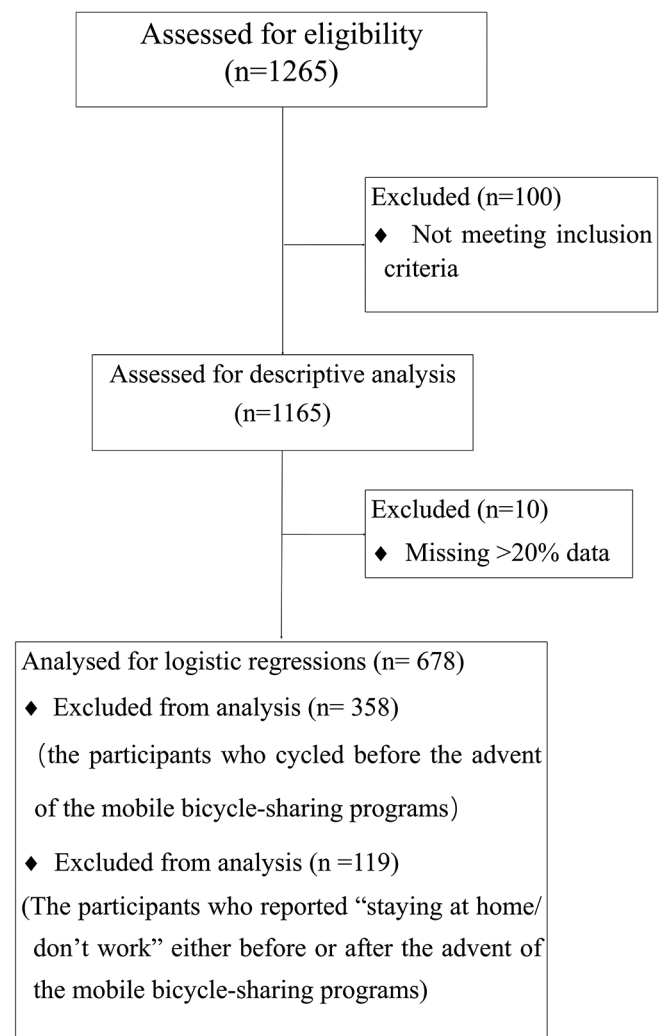 Assessed for eligibility
(n=1265)
Excluded (n=100)
♦ Not meeting inclusion
criteria
Assessed for descriptive analysis
(n=1165)
Excluded (n=10)
♦ Missing >20% data
Analysed for logistic regressions (n= 678)
♦ Excluded from analysis (n= 358)
（the participants who cycled before the advent
of the mobile bicycle-sharing programs）
♦ Excluded from analysis (n =119)
(The participants who reported “staying at home/
don’t work” either before or after the advent of
the mobile bicycle-sharing programs)